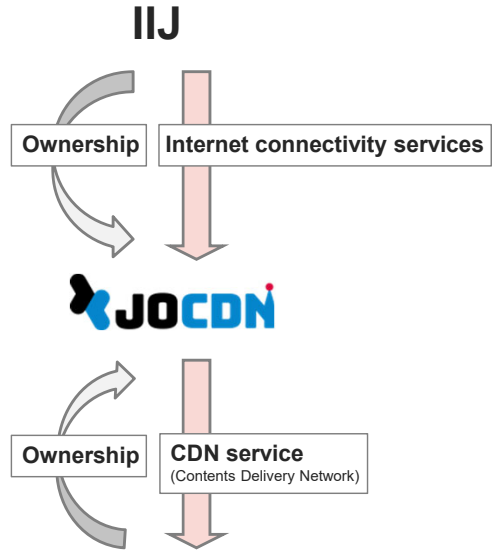 IIJ
Ownership
Internet connectivity services
JOCDN
Ownership
CDN service
(Contents Delivery Network)